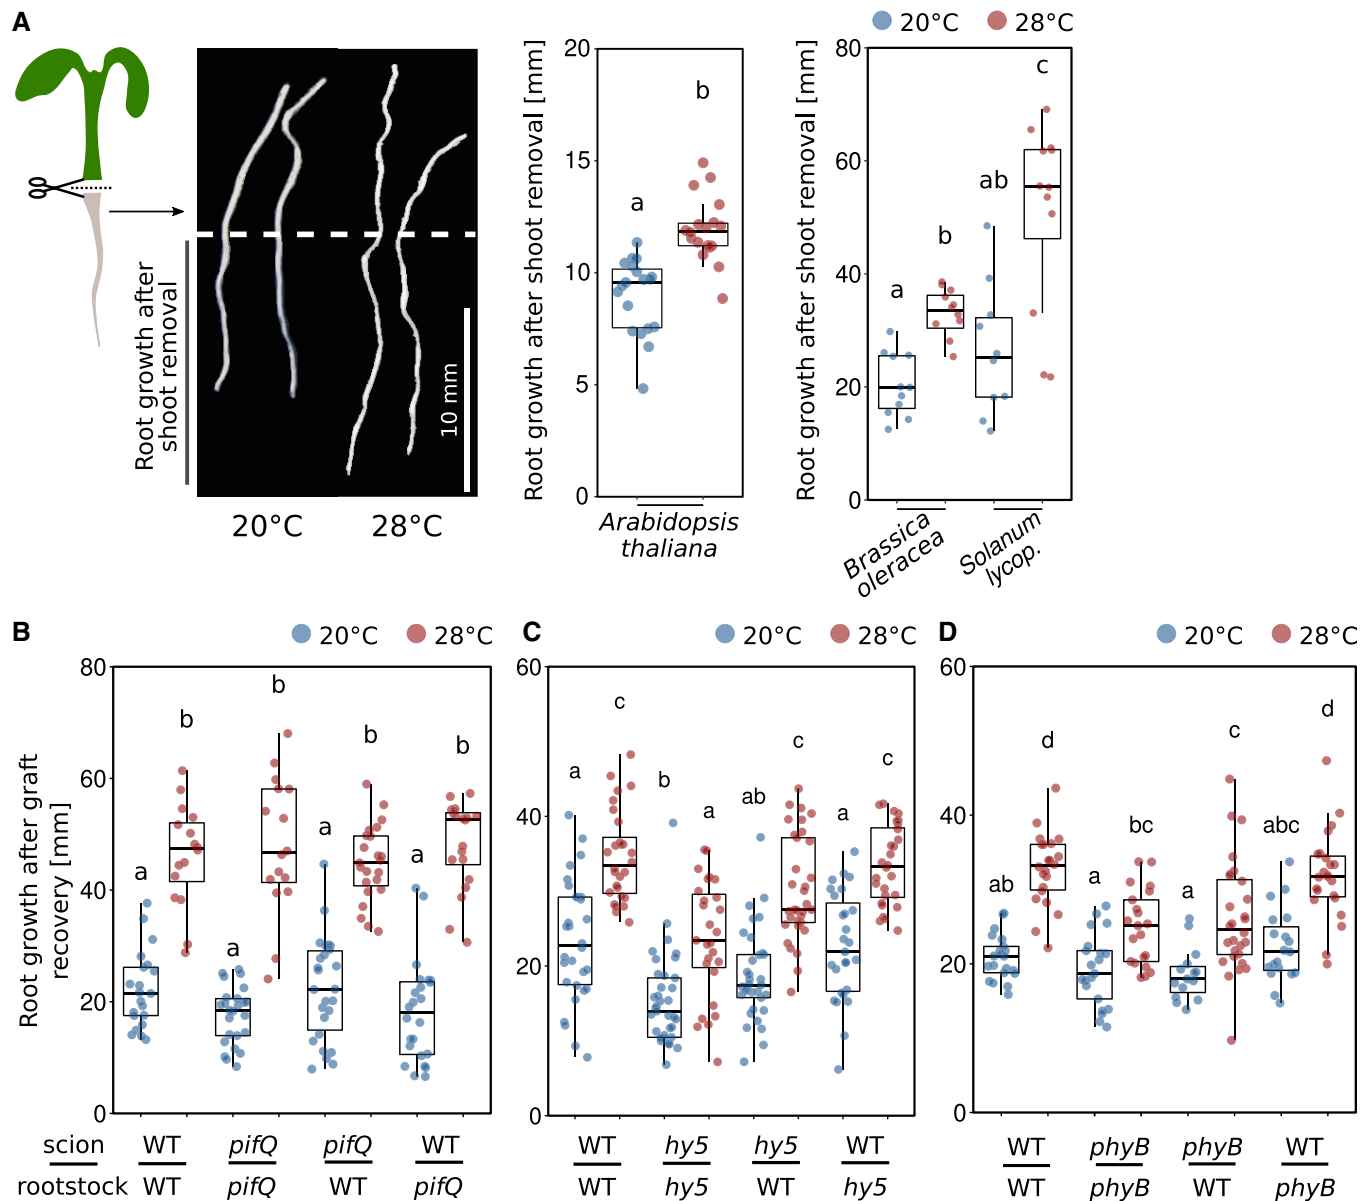 A
20°C 28°C
Root growth after
shoot removal
10 mm
20°C 28°C
Root growth after shoot removal [mm]
20
15
10
5
0
a
b
Arabidopsis
thaliana
Root growth after shoot removal [mm]
80
60
40
20
0
a
b
ab
c
Brassica
oleracea
Solanum
lycop.
B
20°C 28°C
Root growth after graft
recovery [mm]
80
60
40
20
0
a
b
a
b
a
b
a
b
scion WT pifQ pifQ WT
rootstock WT pifQ WT pifQ
C
20°C 28°C
60
40
20
0
a
c
b
a
ab
c
a
c
WT hy5 hy5 WT
WT hy5 WT hy5
D
20°C 28°C
60
40
20
0
ab
d
a
bc
a
c
abc
d
WT phyB phyB WT
WT phyB WT phyB